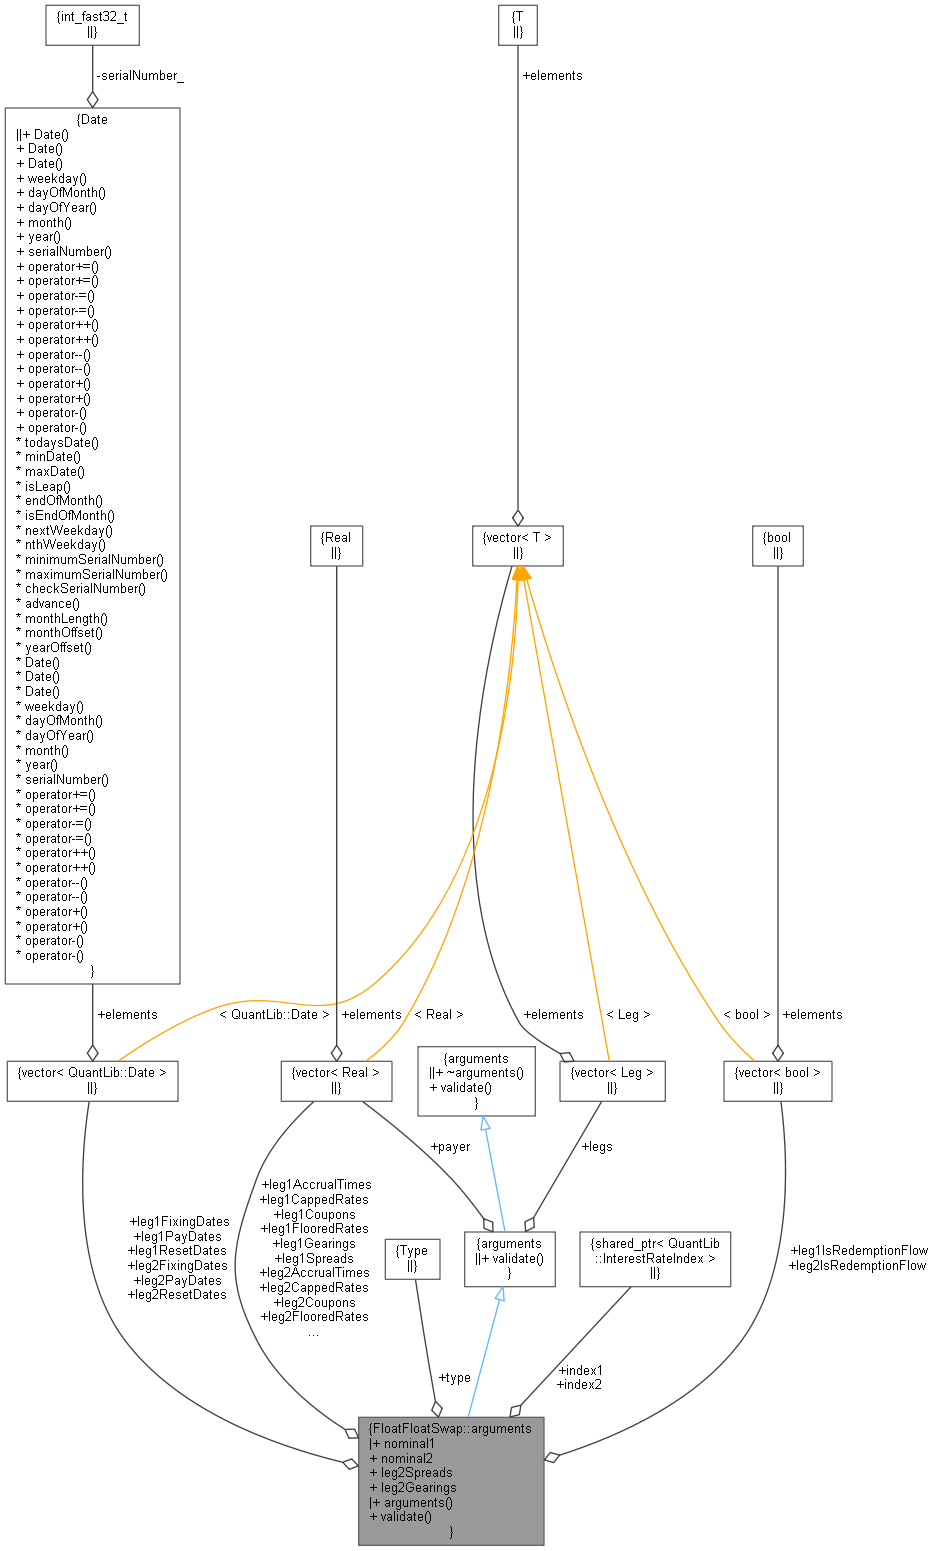 {int_fast32_t
||}
{T
||}
-serialNumber_
+elements
{Date
||+ Date()
+ Date()
+ Date()
+ weekday()
+ dayOfMonth()
+ dayOfYear()
+ month()
+ year()
+ serialNumber()
+ operator+=()
+ operator+=()
+ operator-=()
+ operator-=()
+ operator++()
+ operator++()
+ operator--()
+ operator--()
+ operator+()
+ operator+()
+ operator-()
+ operator-()
* todaysDate()
* minDate()
* maxDate()
* isLeap()
* endOfMonth()
* isEndOfMonth()
* nextWeekday()
* nthWeekday()
* minimumSerialNumber()
* maximumSerialNumber()
* checkSerialNumber()
* advance()
* monthLength()
* monthOffset()
* yearOffset()
* Date()
* Date()
* Date()
* weekday()
* dayOfMonth()
* dayOfYear()
* month()
* year()
* serialNumber()
* operator+=()
* operator+=()
* operator-=()
* operator-=()
* operator++()
* operator++()
* operator--()
* operator--()
* operator+()
* operator+()
* operator-()
* operator-()
}
{Real
||}
{vector< T >
||}
{bool
||}
+elements
< QuantLib::Date >
+elements
< Real >
+elements
< Leg >
< bool >
+elements
{vector< QuantLib::Date >
||}
{vector< Real >
||}
{arguments
||+ ~arguments()
+ validate()
}
{vector< Leg >
||}
{vector< bool >
||}
+payer
+legs
+leg1FixingDates
+leg1PayDates
+leg1ResetDates
+leg2FixingDates
+leg2PayDates
+leg2ResetDates
+leg1AccrualTimes
+leg1CappedRates
+leg1Coupons
+leg1FlooredRates
+leg1Gearings
+leg1Spreads
+leg2AccrualTimes
+leg2CappedRates
+leg2Coupons
+leg2FlooredRates
...
{Type
||}
{arguments
||+ validate()
}
{shared_ptr< QuantLib
::InterestRateIndex >
||}
+leg1IsRedemptionFlow
+leg2IsRedemptionFlow
+type
+index1
+index2
{FloatFloatSwap::arguments
|+ nominal1
+ nominal2
+ leg2Spreads
+ leg2Gearings
|+ arguments()
+ validate()
}